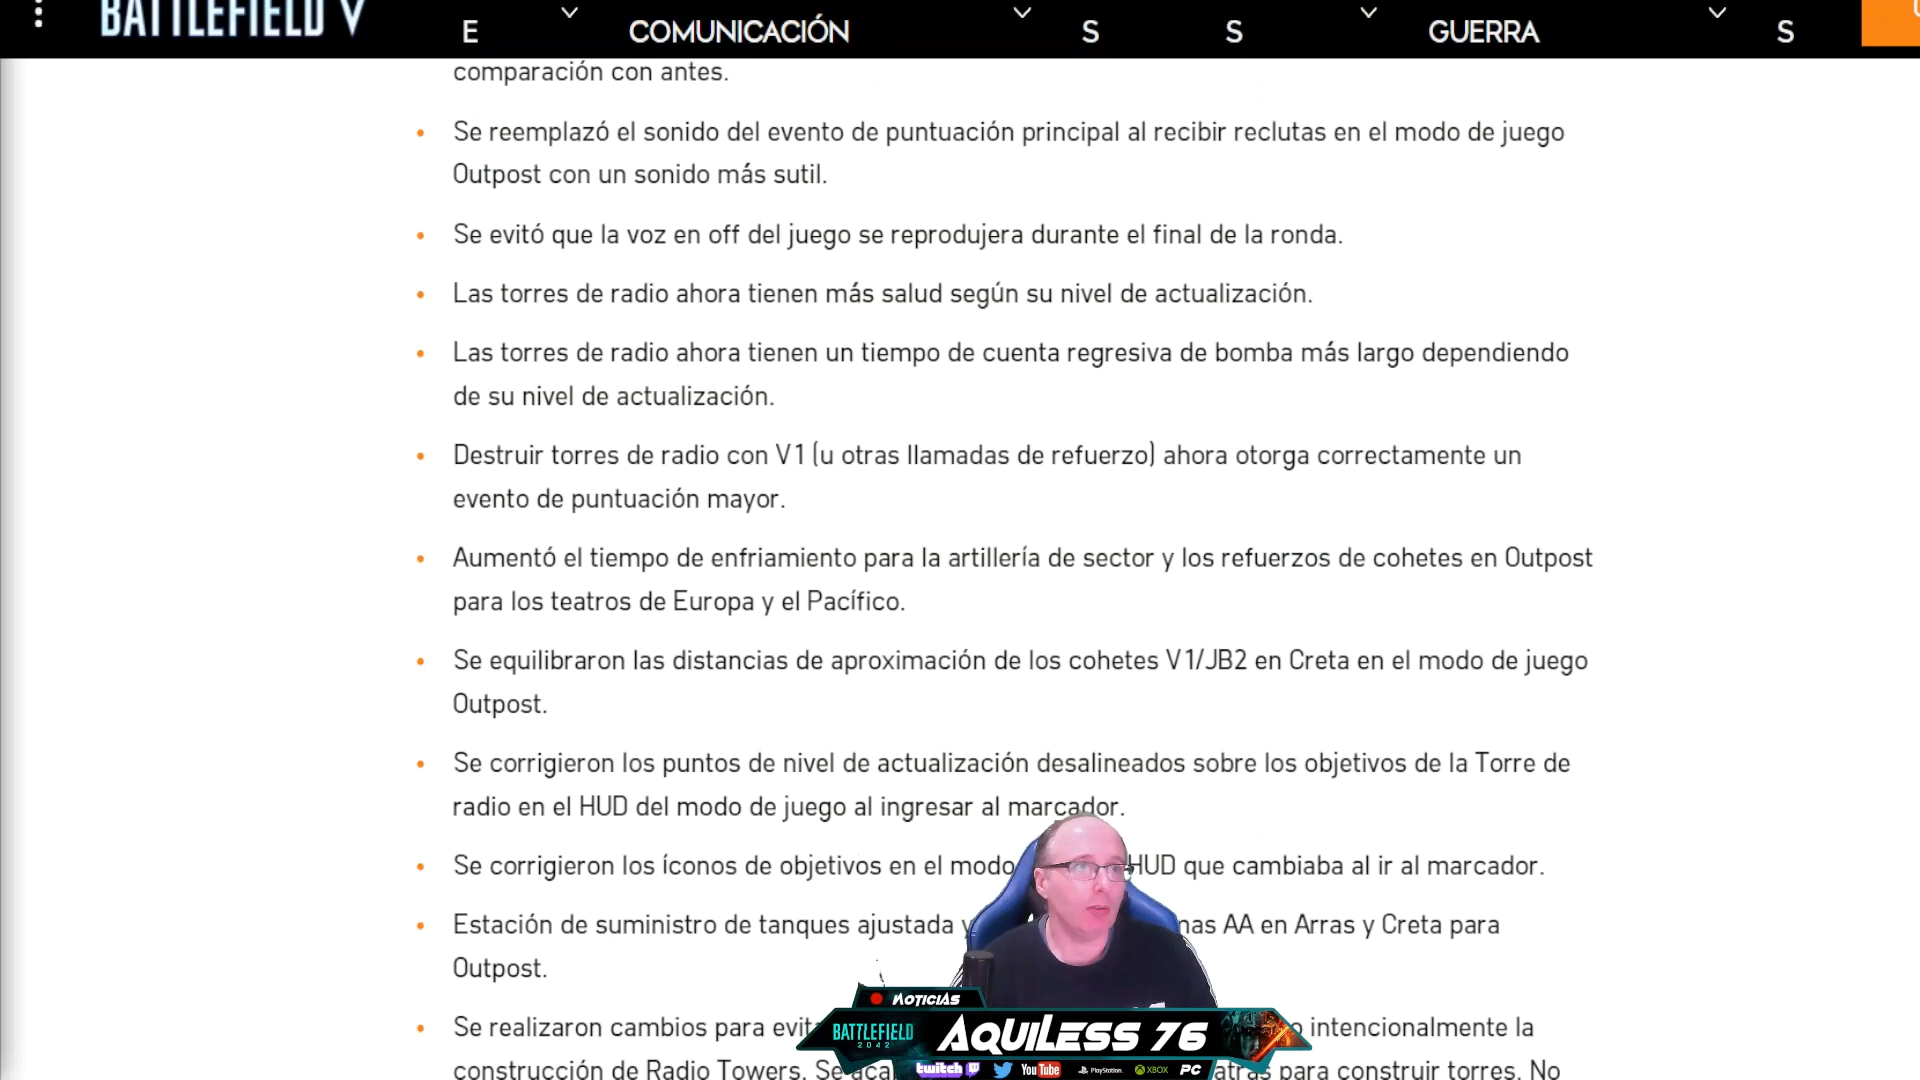 BATTLEFIELD V
E
COMUNICACIÓN
S
S
GUERRA
S
comparación con antes.
• Se reemplazó el sonido del evento de puntuación principal al recibir reclutas en el modo de juego
Outpost con un sonido más sutil.
• Se evitó que la voz en off del juego se reprodujera durante el final de la ronda.
• Las torres de radio ahora tienen más salud según su nivel de actualización.
• Las torres de radio ahora tienen un tiempo de cuenta regresiva de bomba más largo dependiendo
de su nivel de actualización.
• Destruir torres de radio con V1 (u otras llamadas de refuerzo) ahora otorga correctamente un
evento de puntuación mayor.
• Aumentó el tiempo de enfriamiento para la artillería de sector y los refuerzos de cohetes en Outpost
para los teatros de Europa y el Pacífico.
• Se equilibraron las distancias de aproximación de los cohetes V1/JB2 en Creta en el modo de juego
Outpost.
• Se corrigieron los puntos de nivel de actualización desalineados sobre los objetivos de la Torre de
radio en el HUD del modo de juego al ingresar al marcador.
• Se corrigieron los íconos de objetivos en el modo HUD que cambiaba al ir al marcador.
• Estación de suministro de tanques ajustada y AA en Arras y Creta para
Outpost.
• Se realizaron cambios para intencionalmente la
construcción de Radio Towers. Se para construir torres. No
NOTICIAS
BATTLEFIELD
2042
AQUILESS 76
twitch YouTube PlayStation XBOX PC